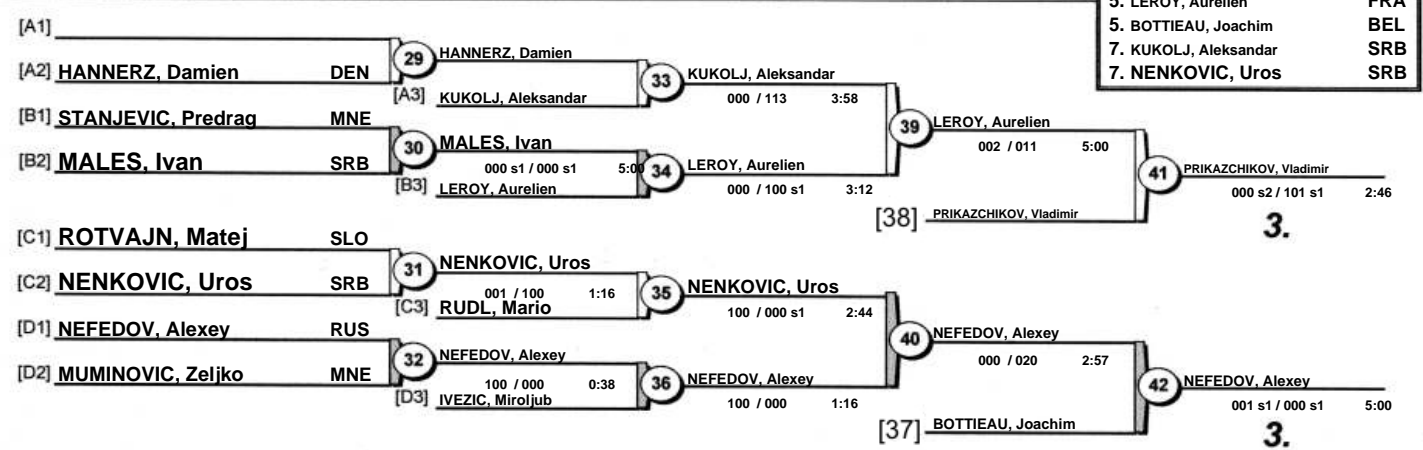 5. LEROY, Aurelien FRA
5. BOTTIEAU, Joachim BEL
7. KUKOLJ, Aleksandar SRB
7. NENKOVIC, Uros SRB
[A1]
[A2] HANNERZ, Damien DEN
29 HANNERZ, Damien
[A3] KUKOLJ, Aleksandar
33 KUKOLJ, Aleksandar
000 / 113 3:58
[B1] STANJEVIC, Predrag MNE
[B2] MALES, Ivan SRB
30 MALES, Ivan
000 s1 / 000 s1 5:00
[B3] LEROY, Aurelien
34 LEROY, Aurelien
000 / 100 s1 3:12
39 LEROY, Aurelien
002 / 011 5:00
[38] PRIKAZCHIKOV, Vladimir
41 PRIKAZCHIKOV, Vladimir
000 s2 / 101 s1 2:46
3.
[C1] ROTVAJN, Matej SLO
[C2] NENKOVIC, Uros SRB
31 NENKOVIC, Uros
001 / 100 1:16
[C3] RUDL, Mario
35 NENKOVIC, Uros
100 / 000 s1 2:44
[D1] NEFEDOV, Alexey RUS
[D2] MUMINOVIC, Zeljko MNE
32 NEFEDOV, Alexey
100 / 000 0:38
[D3] IVEZIC, Miroljub
36 NEFEDOV, Alexey
100 / 000 1:16
40 NEFEDOV, Alexey
000 / 020 2:57
[37] BOTTIEAU, Joachim
42 NEFEDOV, Alexey
001 s1 / 000 s1 5:00
3.